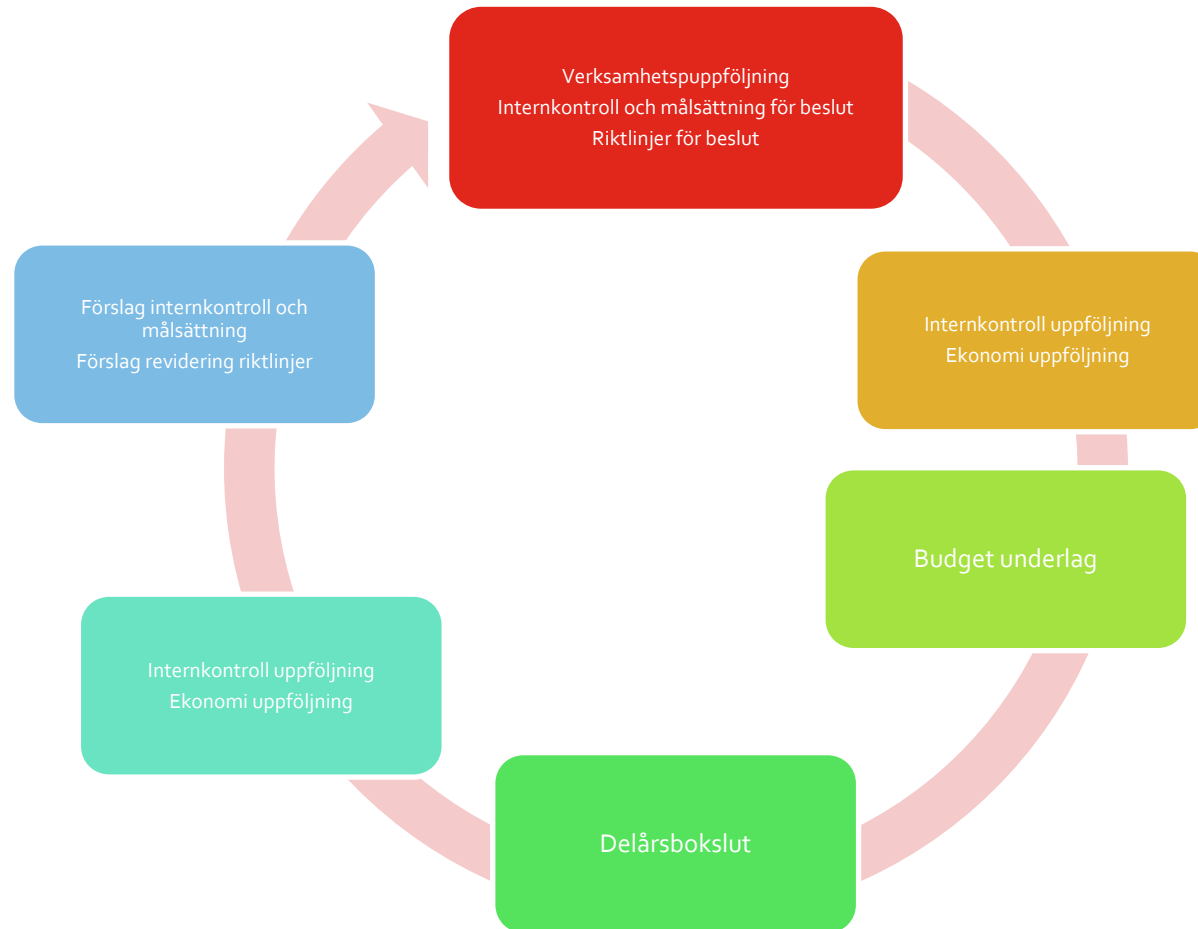 Verksamhetspuppföljning
Internkontroll och målsättning för beslut
Riktlinjer för beslut
Internkontroll uppföljning
Ekonomi uppföljning
Budget underlag
Delårsbokslut
Internkontroll uppföljning
Ekonomi uppföljning
Förslag internkontroll och
målsättning
Förslag revidering riktlinjer